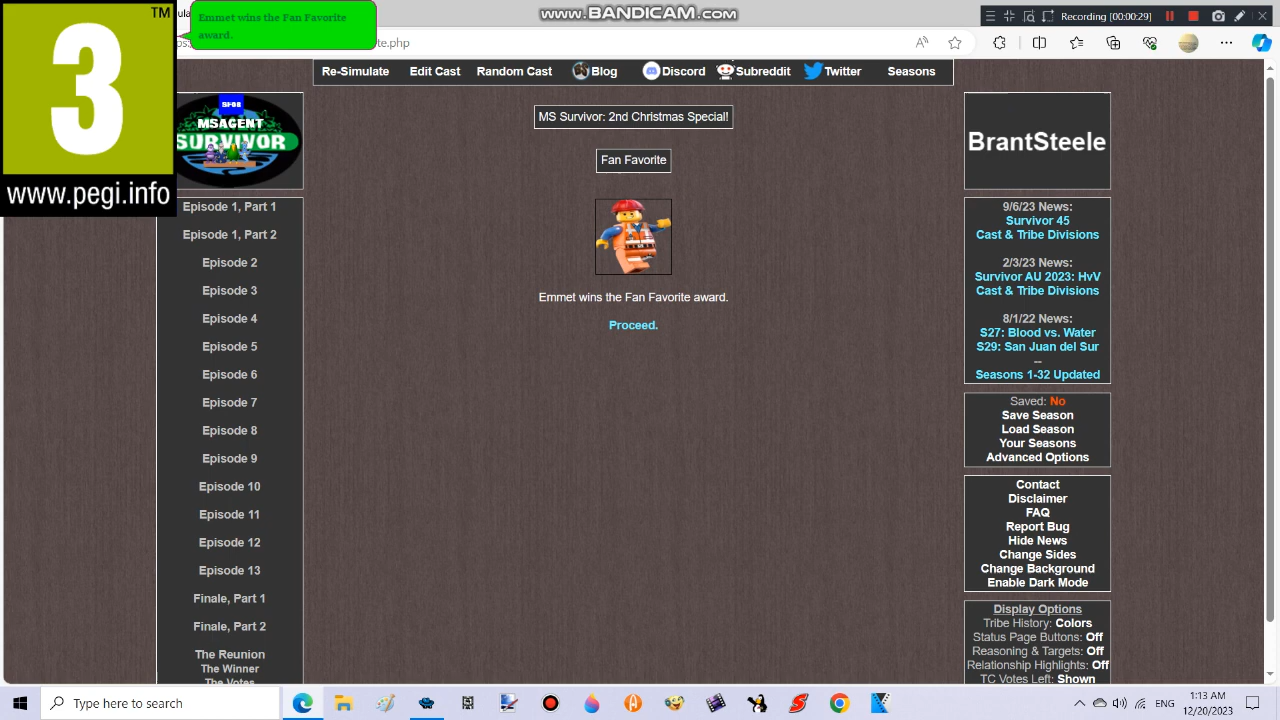 TM
3
www.pegi.info
Emmet wins the Fan Favorite
award.
www.BANDICAM.com
Recording [00:00:29]
te.php
Re-Simulate
Edit Cast
Random Cast
Blog
Discord
Subreddit
Twitter
Seasons
SFOR
MSAGENT
SURVIVOR
MS Survivor: 2nd Christmas Special!
Fan Favorite
Emmet wins the Fan Favorite award.
Proceed.
Episode 1, Part 1
Episode 1, Part 2
Episode 2
Episode 3
Episode 4
Episode 5
Episode 6
Episode 7
Episode 8
Episode 9
Episode 10
Episode 11
Episode 12
Episode 13
Finale, Part 1
Finale, Part 2
The Reunion
The Winner
The Votes
BrantSteele
9/6/23 News:
Survivor 45
Cast & Tribe Divisions
2/3/23 News:
Survivor AU 2023: HvV
Cast & Tribe Divisions
8/1/22 News:
S27: Blood vs. Water
S29: San Juan del Sur
--
Seasons 1-32 Updated
Saved: No
Save Season
Load Season
Your Seasons
Advanced Options
Contact
Disclaimer
FAQ
Report Bug
Hide News
Change Sides
Change Background
Enable Dark Mode
Display Options
Tribe History: Colors
Status Page Buttons: Off
Reasoning & Targets: Off
Relationship Highlights: Off
TC Votes Left: Shown
Type here to search
ENG
1:13 AM
12/20/2023